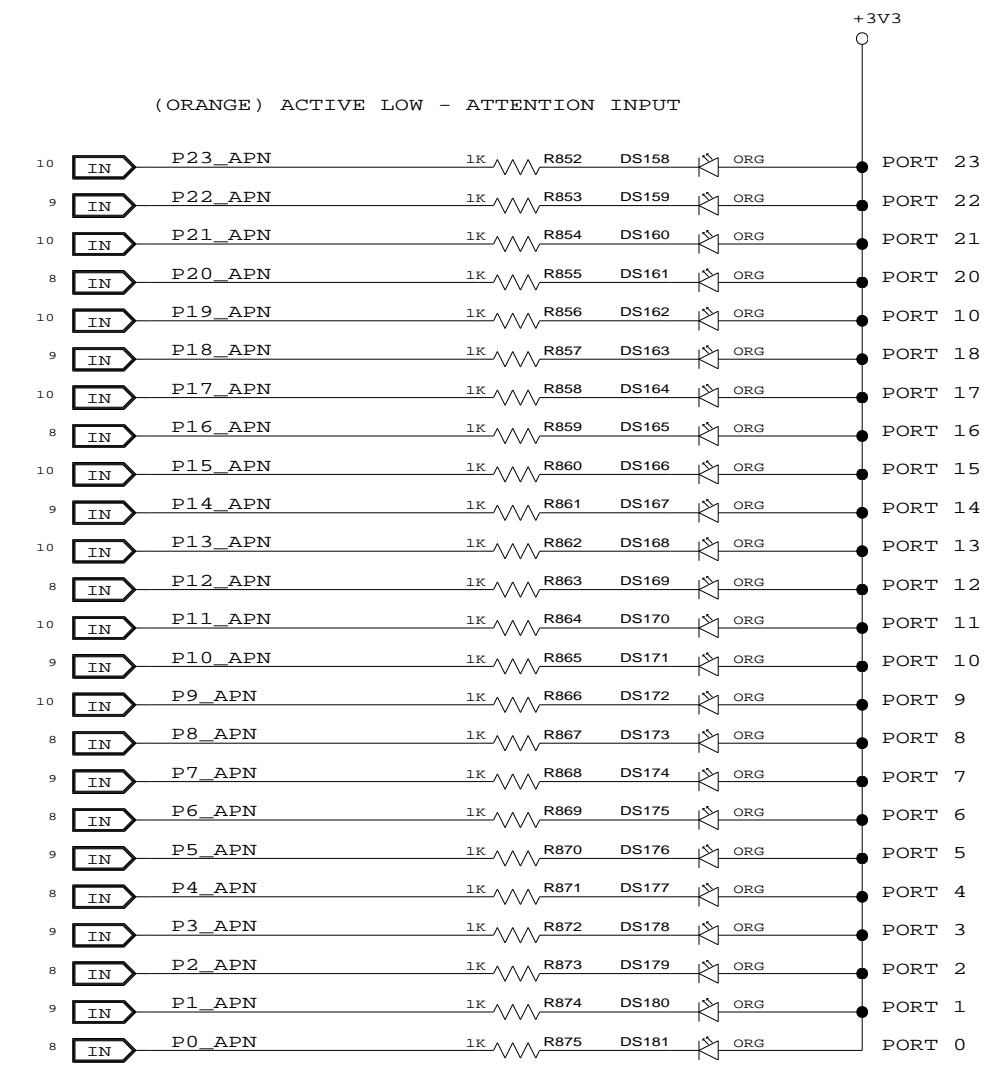 +3V3
(ORANGE) ACTIVE LOW - ATTENTION INPUT
10 IN P23_APN 1K R852 DS158 ORG PORT 23
9 IN P22_APN 1K R853 DS159 ORG PORT 22
10 IN P21_APN 1K R854 DS160 ORG PORT 21
8 IN P20_APN 1K R855 DS161 ORG PORT 20
10 IN P19_APN 1K R856 DS162 ORG PORT 10
9 IN P18_APN 1K R857 DS163 ORG PORT 18
10 IN P17_APN 1K R858 DS164 ORG PORT 17
8 IN P16_APN 1K R859 DS165 ORG PORT 16
10 IN P15_APN 1K R860 DS166 ORG PORT 15
9 IN P14_APN 1K R861 DS167 ORG PORT 14
10 IN P13_APN 1K R862 DS168 ORG PORT 13
8 IN P12_APN 1K R863 DS169 ORG PORT 12
10 IN P11_APN 1K R864 DS170 ORG PORT 11
9 IN P10_APN 1K R865 DS171 ORG PORT 10
10 IN P9_APN 1K R866 DS172 ORG PORT 9
8 IN P8_APN 1K R867 DS173 ORG PORT 8
9 IN P7_APN 1K R868 DS174 ORG PORT 7
8 IN P6_APN 1K R869 DS175 ORG PORT 6
9 IN P5_APN 1K R870 DS176 ORG PORT 5
8 IN P4_APN 1K R871 DS177 ORG PORT 4
9 IN P3_APN 1K R872 DS178 ORG PORT 3
8 IN P2_APN 1K R873 DS179 ORG PORT 2
9 IN P1_APN 1K R874 DS180 ORG PORT 1
8 IN P0_APN 1K R875 DS181 ORG PORT 0